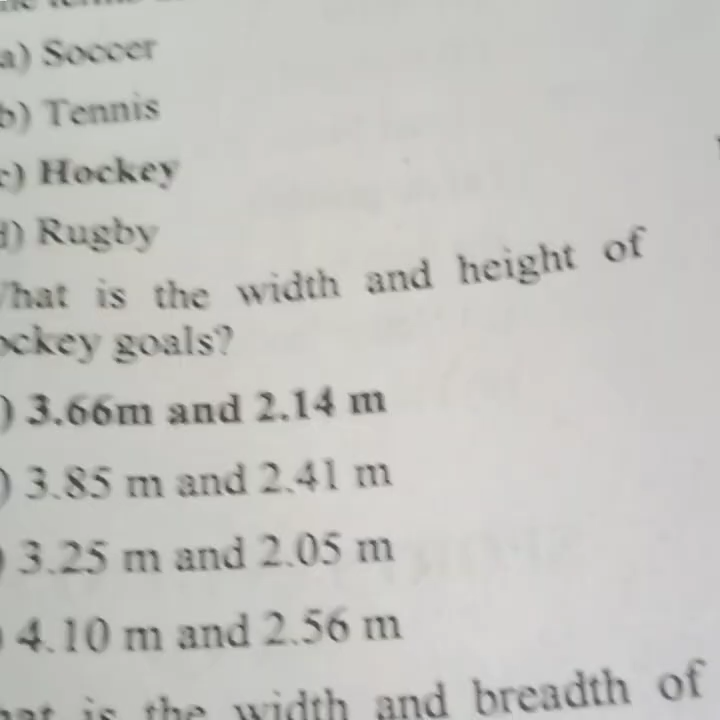 a) Soccer
b) Tennis
c) Hockey
d) Rugby
What is the width and height of
ockey goals?
) 3.66m and 2.14 m
) 3.85 m and 2.41 m
) 3.25 m and 2.05 m
) 4.10 m and 2.56 m
hat is the width and breadth of